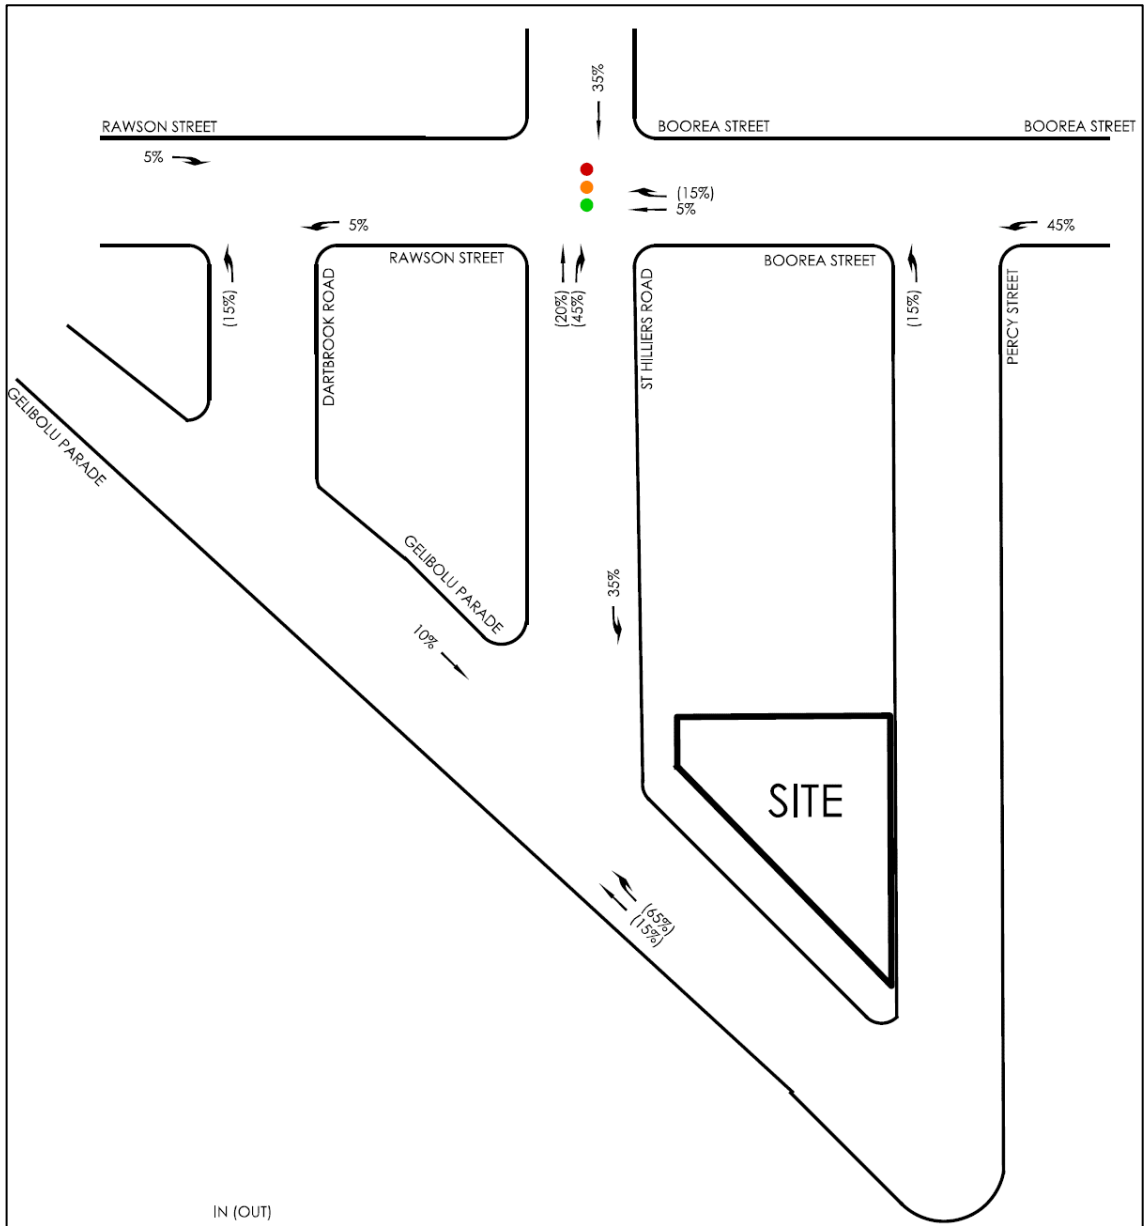 35%
RAWSON STREET
BOOREA STREET
BOOREA STREET
5%
(15%)
5%
5%
45%
RAWSON STREET
BOOREA STREET
(15%)
DARTBROOK ROAD
(20%)
(45%)
ST HILLIERS ROAD
(15%)
PERCY STREET
GELIBOLU PARADE
GELIBOLU PARADE
35%
10%
SITE
(65%)
(15%)
IN (OUT)